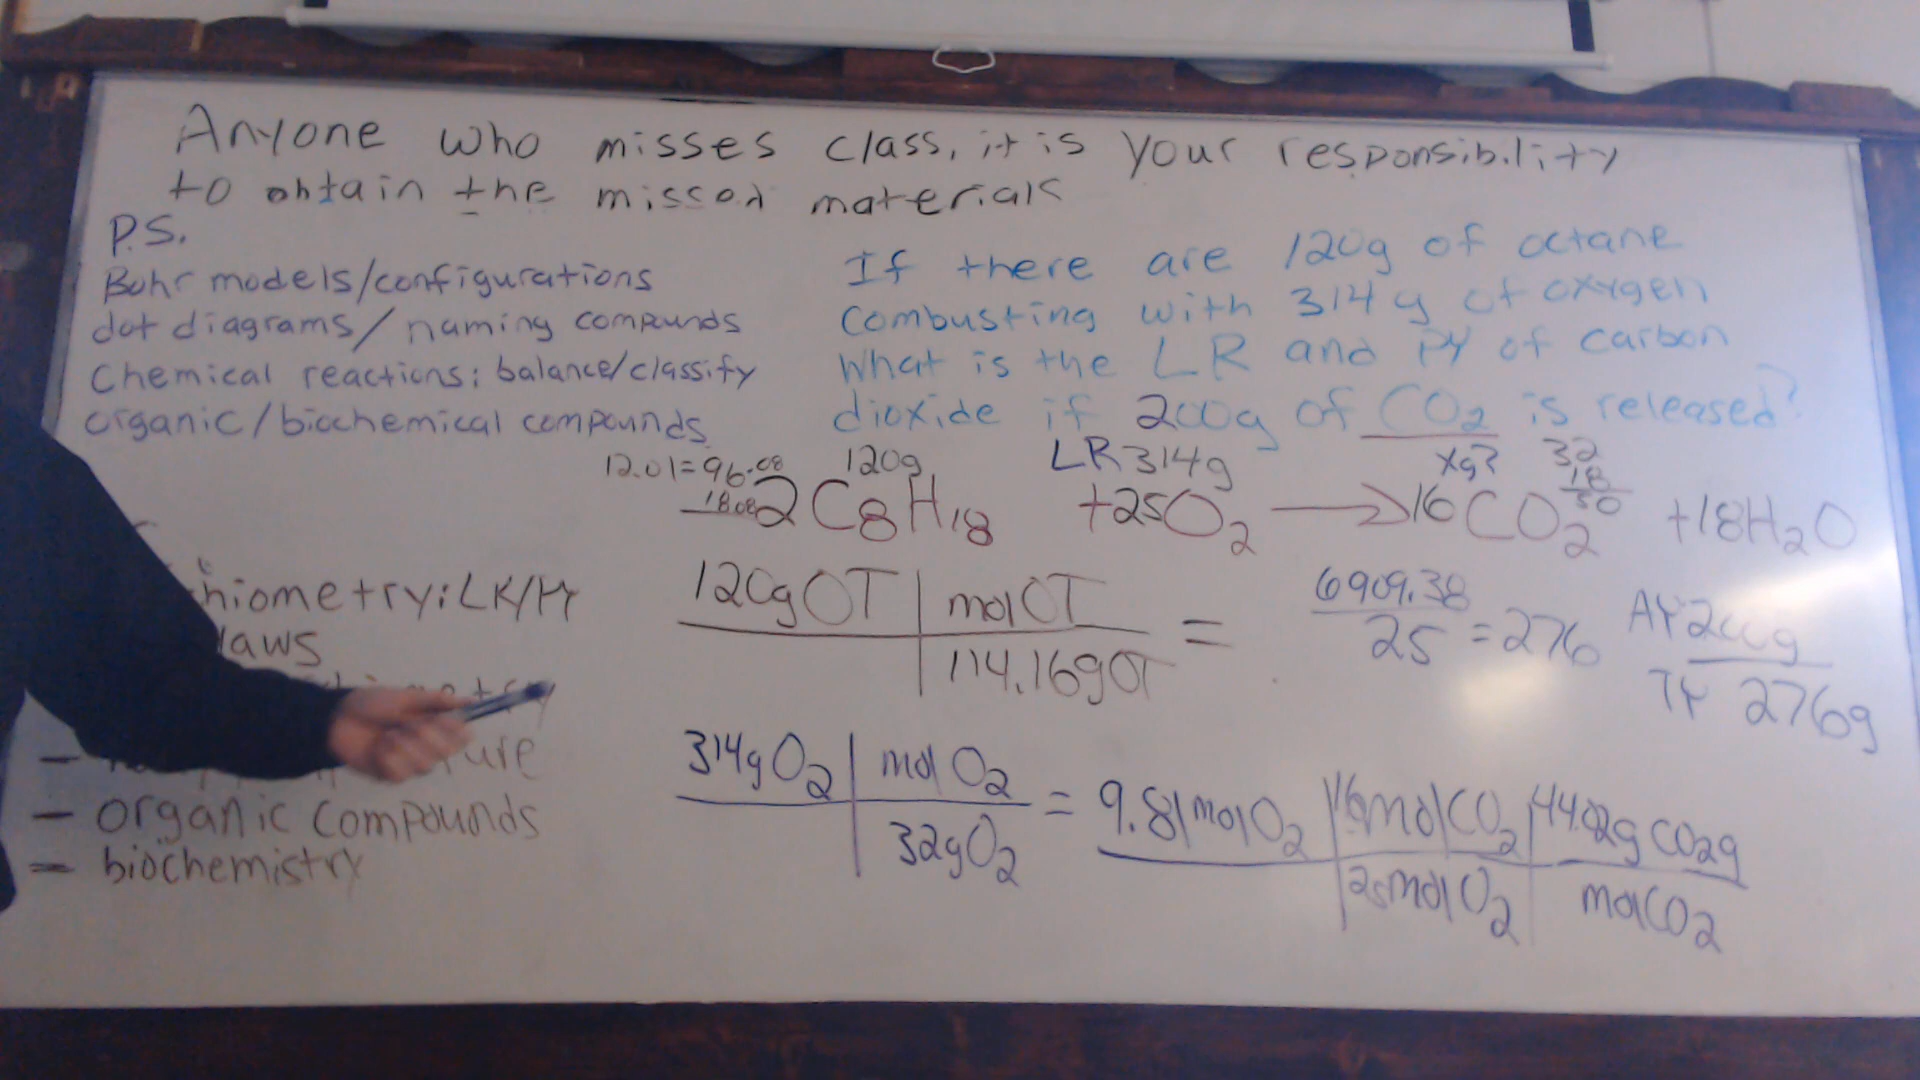 Anyone who misses class, it is your responsibility
to obtain the missed materials
P.S.
Bohr models/configurations
dot diagrams/naming compounds
Chemical reactions: balance/classify
organic/biochemical compounds
If there are 120g of octane
combusting with 314g of oxygen
What is the LR and PY of carbon
dioxide if 200g of CO2 is released?
12.01=96.08 120g LR 314g xg? 32
18.08 18
2C8H18 +25O2 → 16CO2 50 +18H2O
hiometry: LR/PY
laws
ure
- organic compounds
- biochemistry
120g OT | mol OT =
114.16g OT
6909.38
25 = 276
AY 200g
TY 276g
314g O2 | mol O2 = 9.81 mol O2 | 16 mol CO2 | 44.02g CO2g
32g O2 25 mol O2 mol CO2